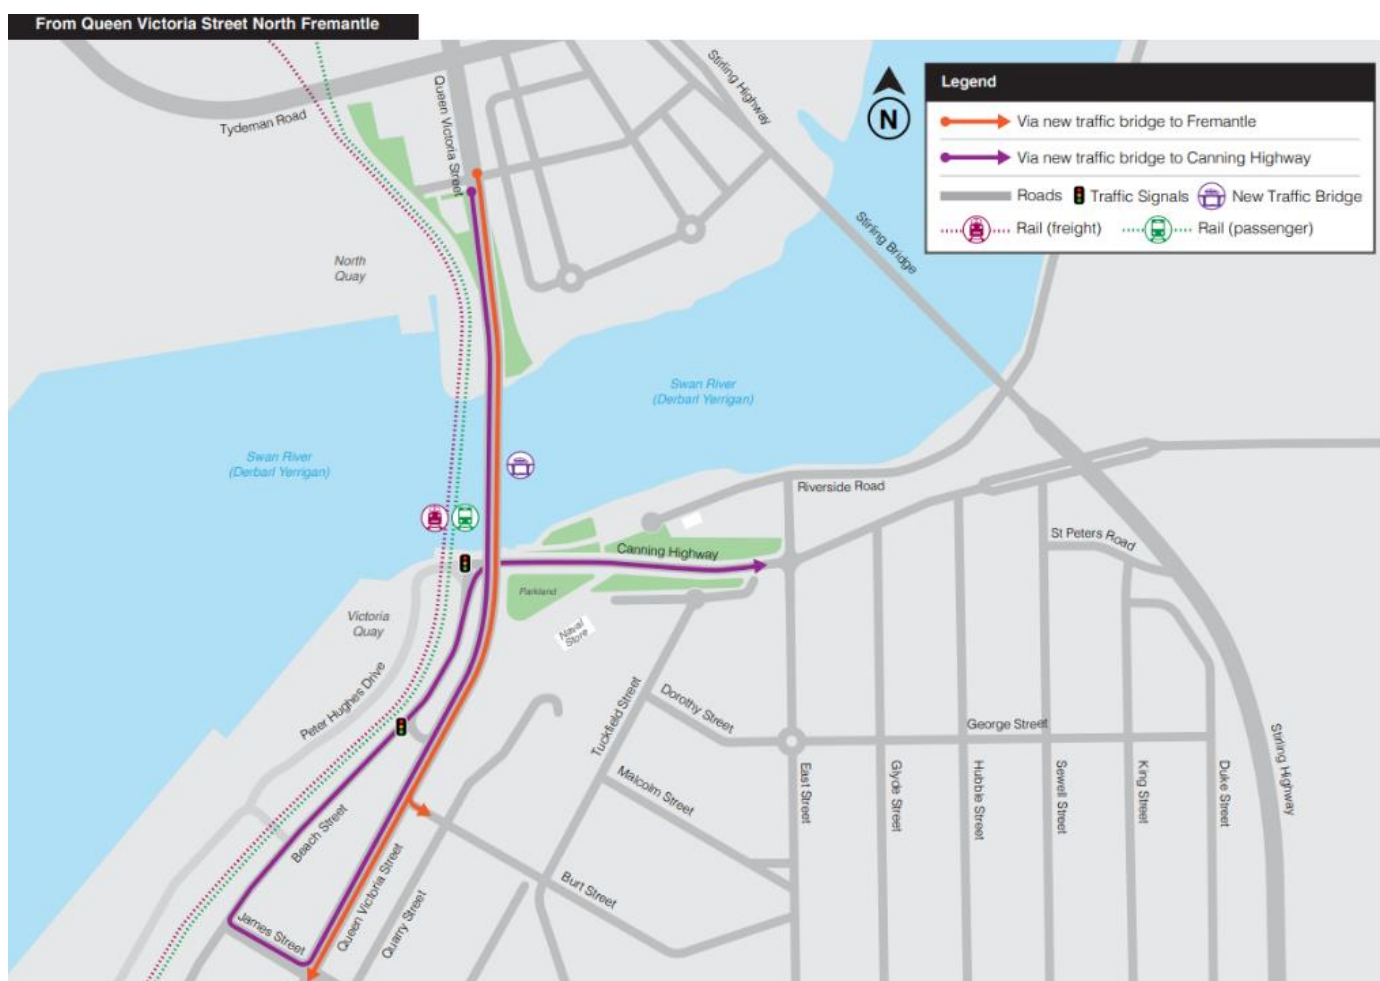 From Queen Victoria Street North Fremantle
Legend
Via new traffic bridge to Fremantle
Via new traffic bridge to Canning Highway
Roads
Traffic Signals
New Traffic Bridge
Rail (freight)
Rail (passenger)
N
Stirling Highway
Queen Victoria Street
Tydeman Road
Stirling Bridge
North
Quay
Swan River
(Derbarl Yerrigan)
Swan River
(Derbarl Yerrigan)
Riverside Road
St Peters Road
Canning Highway
Parkland
Victoria
Quay
Naval
Store
Peter Hughes Drive
Tuckfield Street
Dorothy Street
George Street
Stirling Highway
Malcolm Street
East Street
Glyde Street
Hubble Street
Sewell Street
King Street
Duke Street
Beach Street
Burt Street
Queen Victoria Street
Quarry Street
James Street